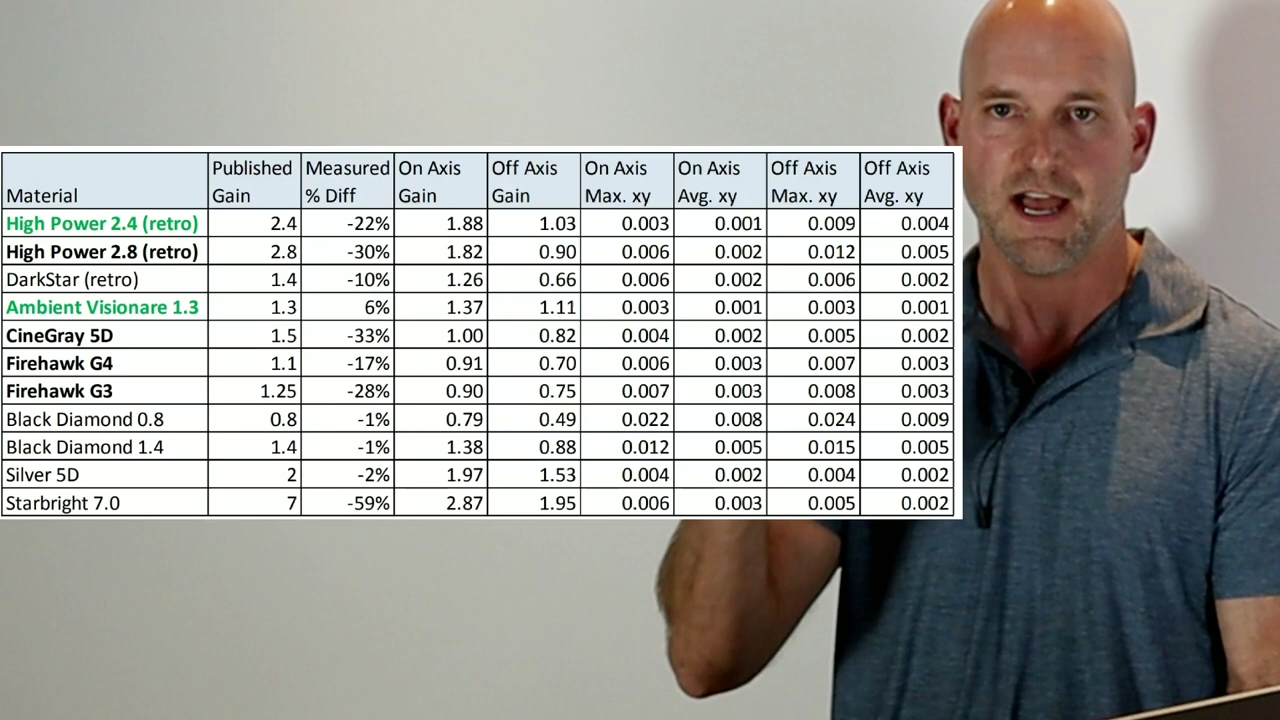 Material Published Gain Measured % Diff On Axis Gain Off Axis Gain On Axis Max. xy On Axis Avg. xy Off Axis Max. xy Off Axis Avg. xy
High Power 2.4 (retro) 2.4 -22% 1.88 1.03 0.003 0.001 0.009 0.004
High Power 2.8 (retro) 2.8 -30% 1.82 0.90 0.006 0.002 0.012 0.005
DarkStar (retro) 1.4 -10% 1.26 0.66 0.006 0.002 0.006 0.002
Ambient Visionare 1.3 1.3 6% 1.37 1.11 0.003 0.001 0.003 0.001
CineGray 5D 1.5 -33% 1.00 0.82 0.004 0.002 0.005 0.002
Firehawk G4 1.1 -17% 0.91 0.70 0.006 0.003 0.007 0.003
Firehawk G3 1.25 -28% 0.90 0.75 0.007 0.003 0.008 0.003
Black Diamond 0.8 0.8 -1% 0.79 0.49 0.022 0.008 0.024 0.009
Black Diamond 1.4 1.4 -1% 1.38 0.88 0.012 0.005 0.015 0.005
Silver 5D 2 -2% 1.97 1.53 0.004 0.002 0.004 0.002
Starbright 7.0 7 -59% 2.87 1.95 0.006 0.003 0.005 0.002